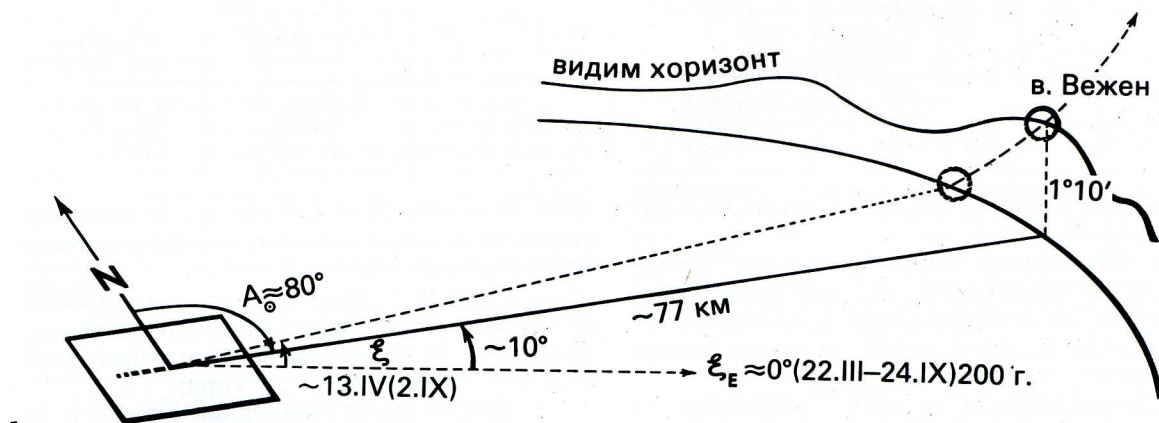 видим хоризонт
в. Вежен
1°10′
N
A☉≈80°
~77 км
ξ
~10°
~13.IV(2.IX)
ξE≈0°(22.III–24.IX)200 г.